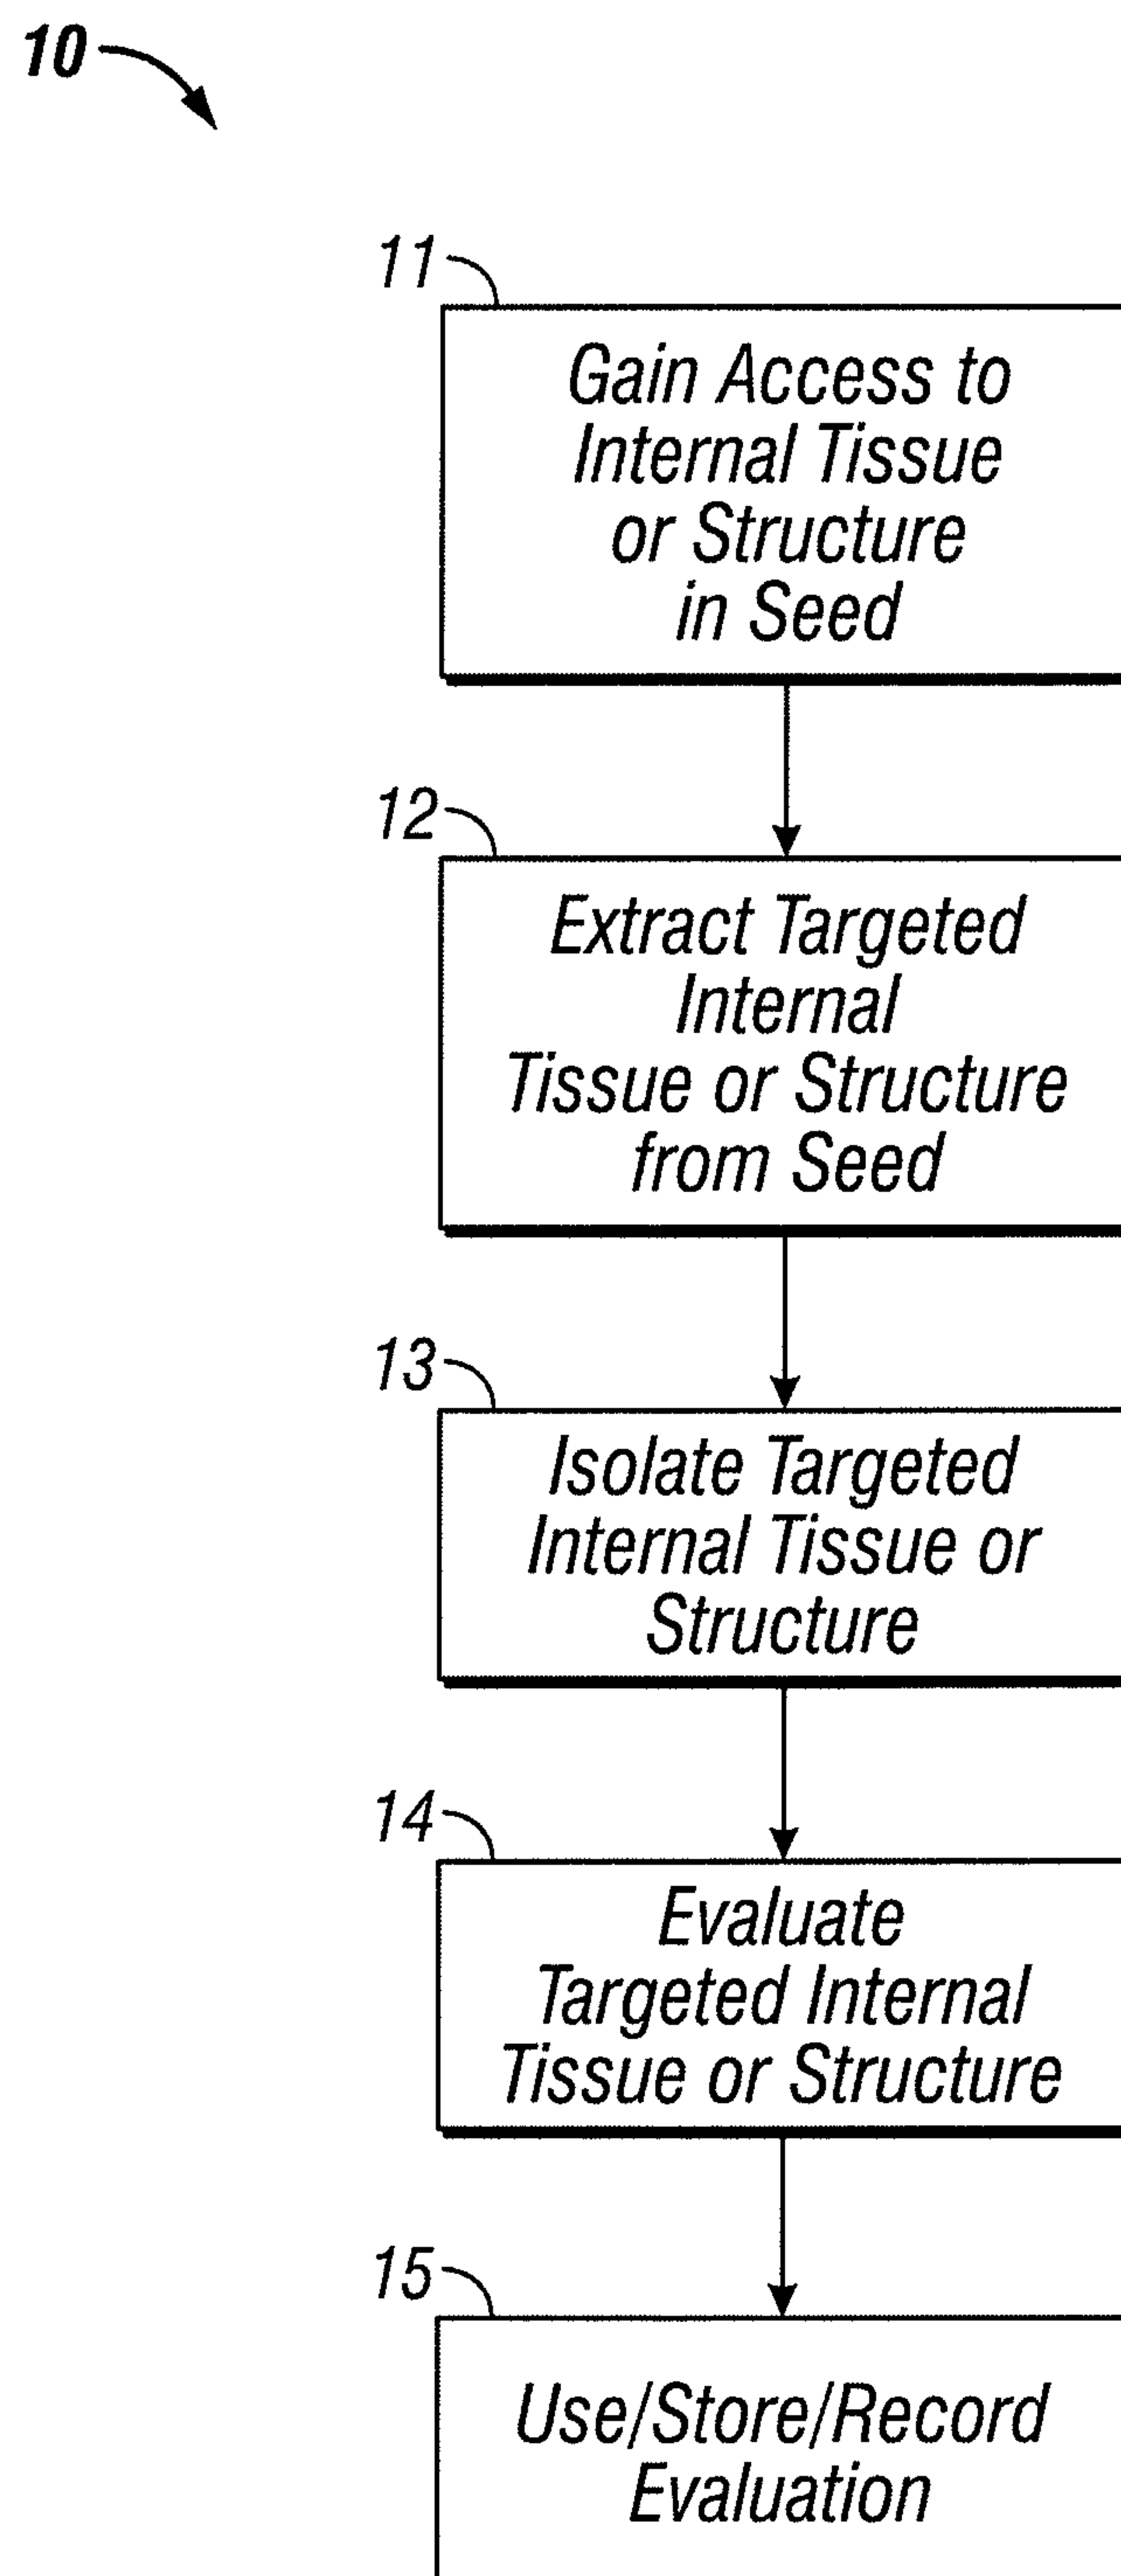 10
11
Gain Access to
Internal Tissue
or Structure
in Seed
12
Extract Targeted
Internal
Tissue or Structure
from Seed
13
Isolate Targeted
Internal Tissue or
Structure
14
Evaluate
Targeted Internal
Tissue or Structure
15
Use/Store/Record
Evaluation